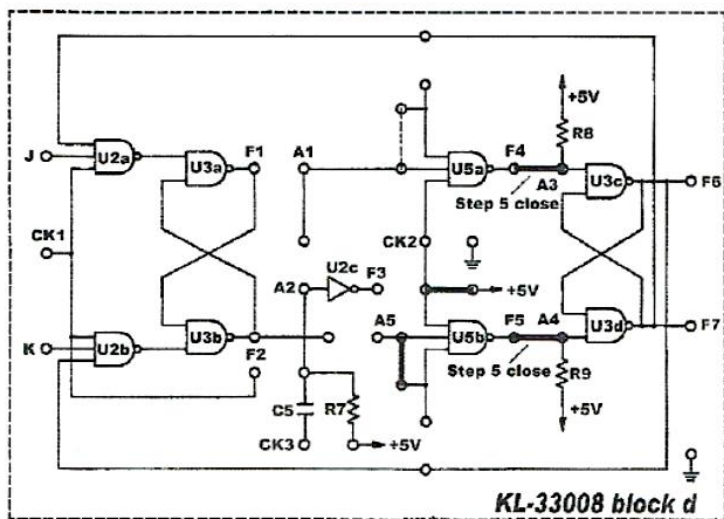 +5V
R8
J
U2a
U3a
F1
A1
U5a
F4
A3
U3c
F6
Step 5 close
CK1
CK2
U2c
A2
F3
+5V
K
U2b
U3b
F2
A5
U5b
F5
A4
U3d
F7
Step 5 close
C5
R7
R9
CK3
+5V
+5V
KL-33008 block d